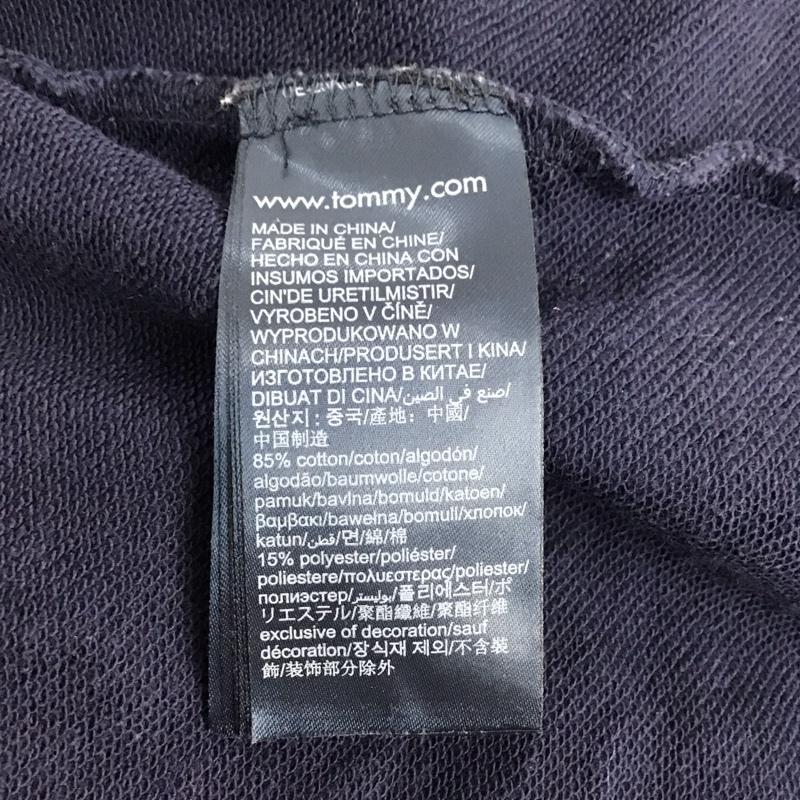 www.tommy.com
MADE IN CHINA/
FABRIQUÉ EN CHINE/
HECHO EN CHINA CON
INSUMOS IMPORTADOS/
CIN'DE URETILMISTIR/
VYROBENO V ČÍNĚ/
WYPRODUKOWANO W
CHINACH/PRODUSERT I KINA/
ИЗГОТОВЛЕНО В КИТАЕ/
DIBUAT DI CINA/صنع في الصين/
원산지: 중국/產地: 中國/
中国制造
85% cotton/coton/algodón/
algodão/baumwolle/cotone/
pamuk/bavlna/bomuld/katoen/
βαμβακι/bawełna/bomull/хлопок/
katun/قطن/면/綿/棉
15% polyester/poliéster/
poliestere/πολυεστερας/poliester/
полиэстер/بوليستر/폴리에스터/ポ
リエステル/聚酯纖維/聚酯纤维
exclusive of decoration/sauf
décoration/장식재 제외/不含裝
飾/装饰部分除外